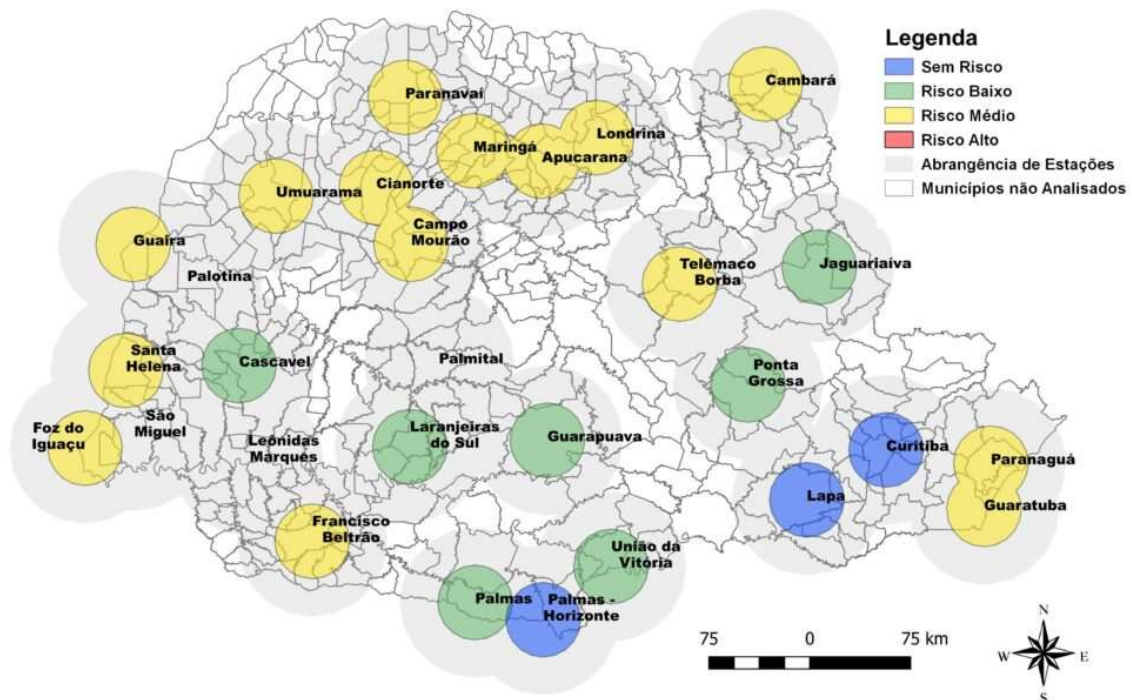 Legenda
Sem Risco
Risco Baixo
Risco Médio
Risco Alto
Abrangência de Estações
Municípios não Analisados
Cambará
Paranavaí
Londrina
Maringá
Apucarana
Cianorte
Umuarama
Campo
Mourão
Guaíra
Palotina
Telêmaco
Borba
Jaguariaíva
Santa
Helena
Cascavel
Palmital
Ponta
Grossa
São
Miguel
Foz do
Iguaçu
Leônidas
Marques
Laranjeiras
do Sul
Guarapuava
Curitiba
Paranaguá
Lapa
Guaratuba
Francisco
Beltrão
União da
Vitória
Palmas
Palmas -
Horizonte
75 0 75 km
N
W E
S